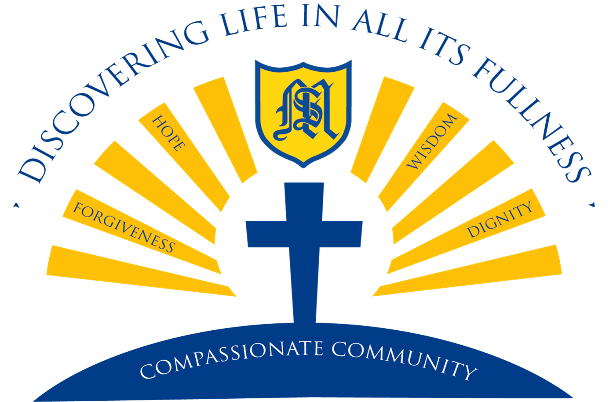 DISCOVERING LIFE IN ALL ITS FULLNESS
HOPE
WISDOM
FORGIVENESS
DIGNITY
COMPASSIONATE COMMUNITY